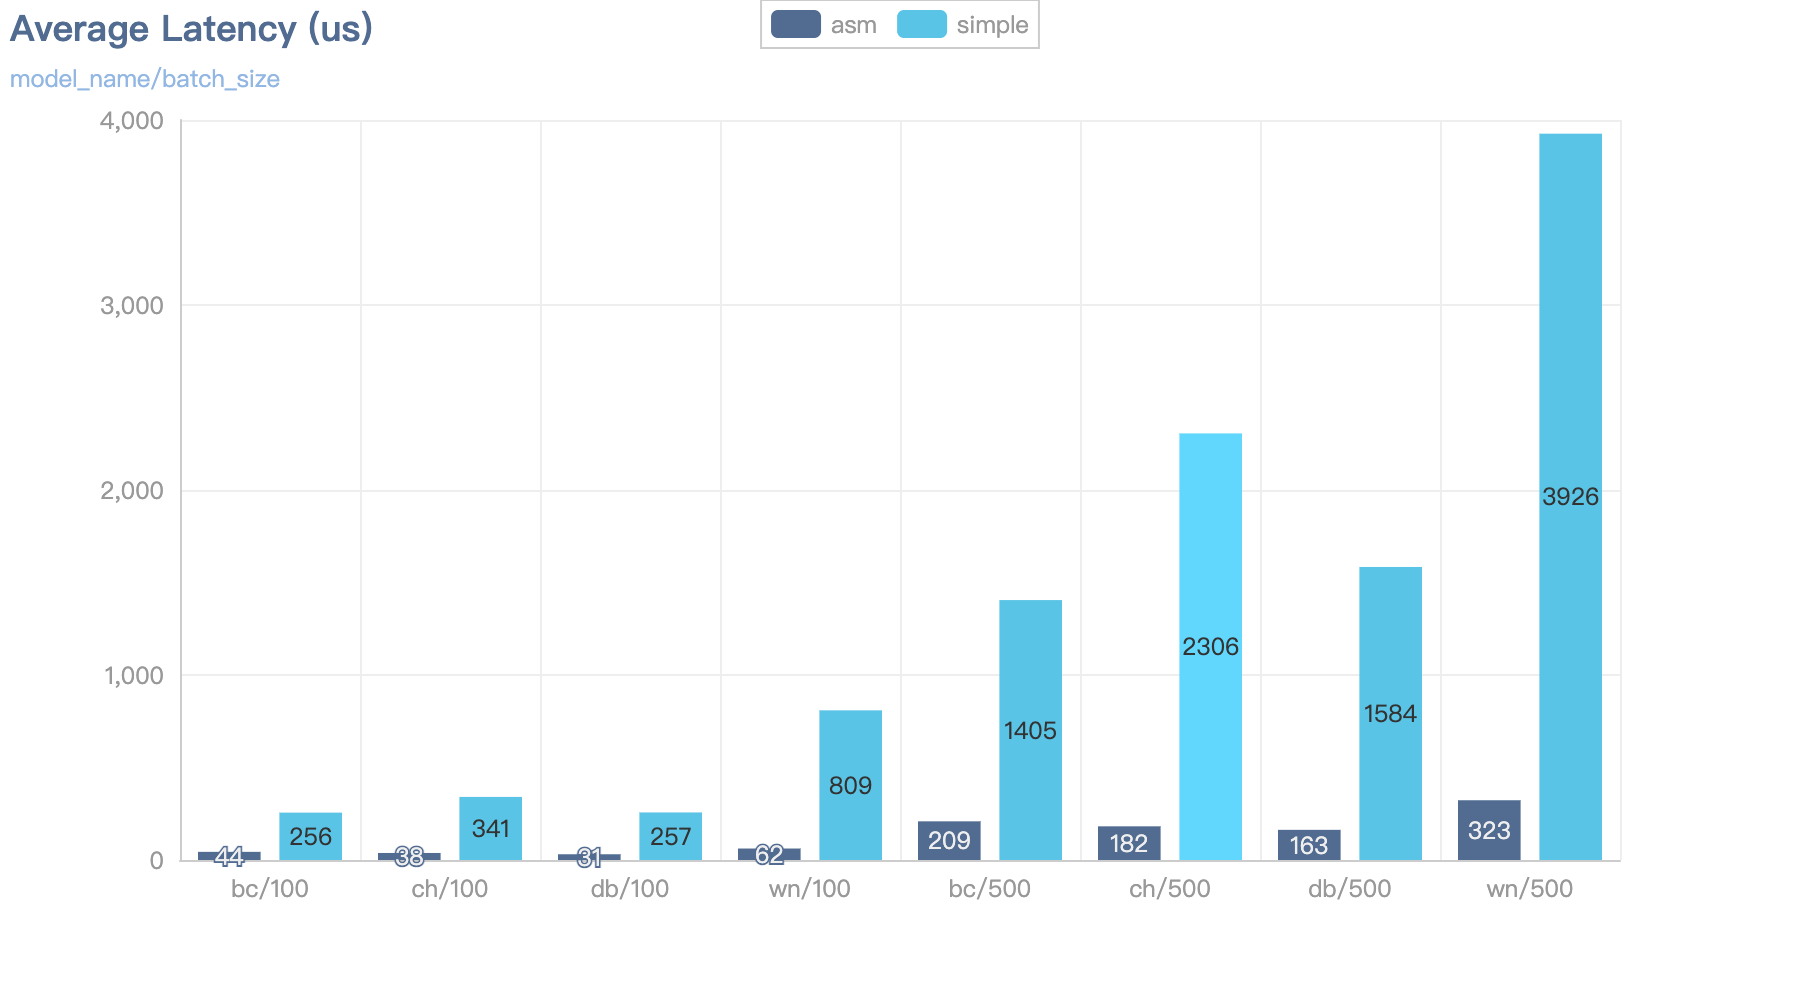 Average Latency (us)
model_name/batch_size
asm simple
4,000
3,000
2,000
1,000
0
44 256 38 341 31 257 62 809 209 1405 182 2306 163 1584 323 3926
bc/100 ch/100 db/100 wn/100 bc/500 ch/500 db/500 wn/500